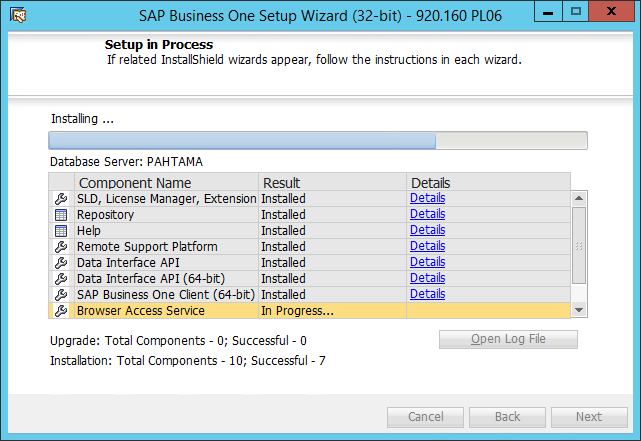 SAP Business One Setup Wizard (32-bit) - 920.160 PL06
Setup in Process
If related InstallShield wizards appear, follow the instructions in each wizard.
Installing ...
Database Server: PAHTAMA
Component Name Result Details
SLD, License Manager, Extension Installed Details
Repository Installed Details
Help Installed Details
Remote Support Platform Installed Details
Data Interface API Installed Details
Data Interface API (64-bit) Installed Details
SAP Business One Client (64-bit) Installed Details
Browser Access Service In Progress...
Upgrade: Total Components - 0; Successful - 0
Open Log File
Installation: Total Components - 10; Successful - 7
Cancel Back Next